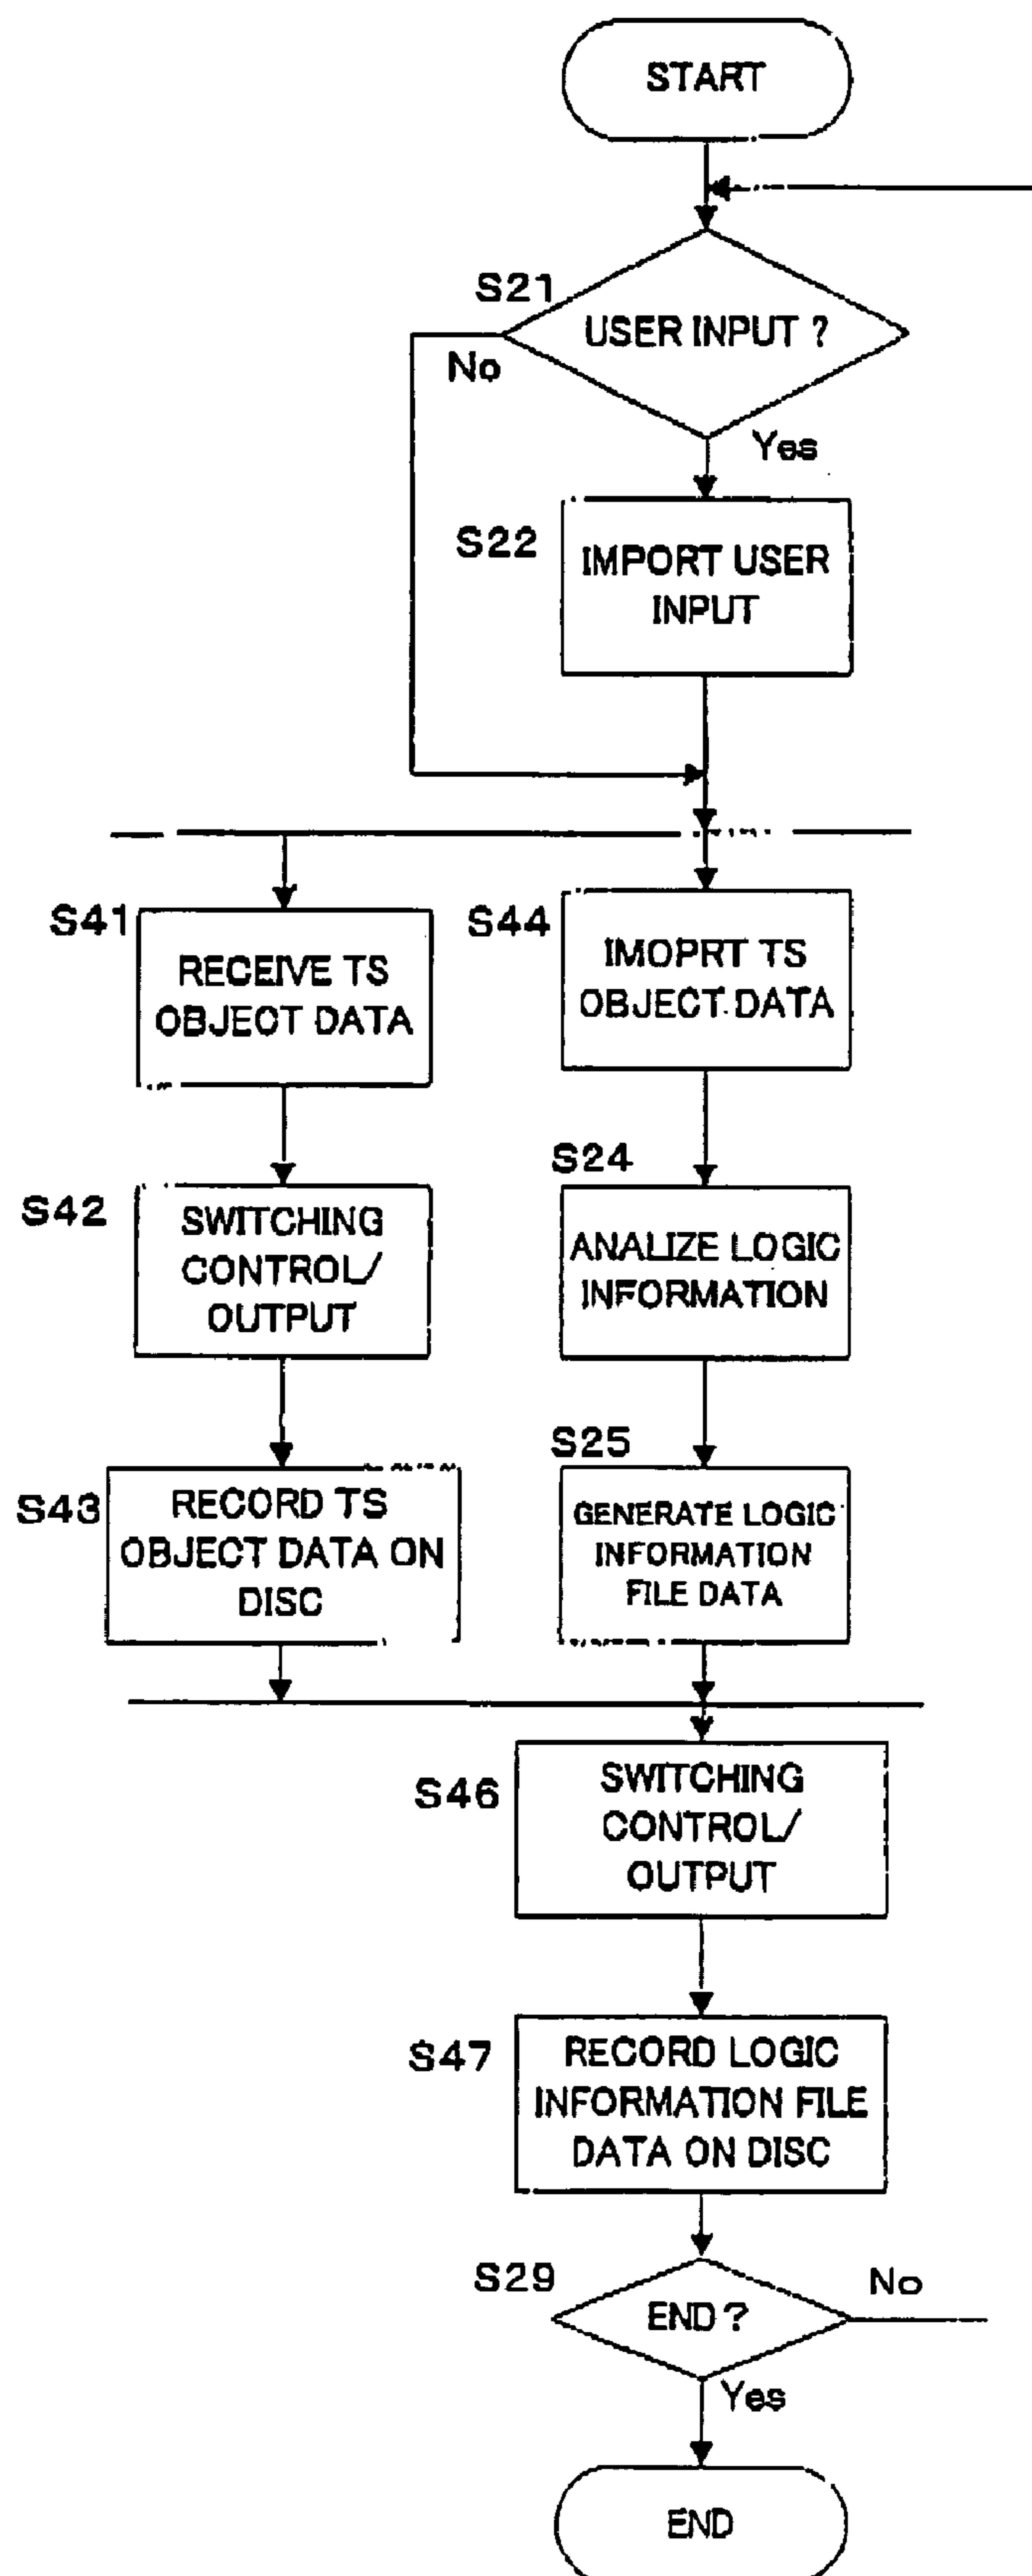 START
S21
USER INPUT ?
No
Yes
S22
IMPORT USER
INPUT
S41
RECEIVE TS
OBJECT DATA
S44
IMOPRT TS
OBJECT DATA
S42
SWITCHING
CONTROL/
OUTPUT
S24
ANALIZE LOGIC
INFORMATION
S43
RECORD TS
OBJECT DATA ON
DISC
S25
GENERATE LOGIC
INFORMATION
FILE DATA
S46
SWITCHING
CONTROL/
OUTPUT
S47
RECORD LOGIC
INFORMATION FILE
DATA ON DISC
S29
END ?
No
Yes
END